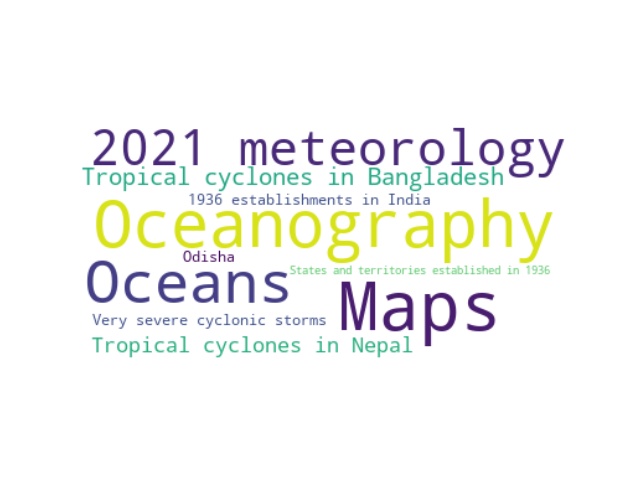 2021 meteorology
Tropical cyclones in Bangladesh
1936 establishments in India
Oceanography
Odisha
States and territories established in 1936
Oceans
Maps
Very severe cyclonic storms
Tropical cyclones in Nepal